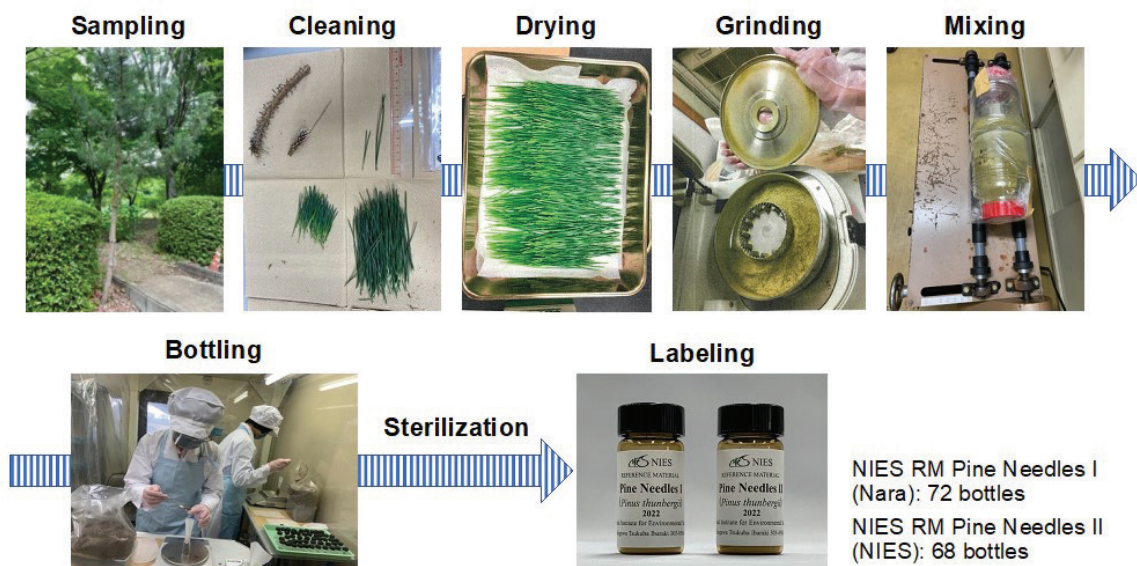 Sampling
Cleaning
Drying
Grinding
Mixing
Bottling
Sterilization
Labeling
NIES
REFERENCE MATERIAL
Pine Needles I
(Pinus thunbergii)
2022
NIES
REFERENCE MATERIAL
Pine Needles II
(Pinus thunbergii)
2022
NIES RM Pine Needles I
(Nara): 72 bottles
NIES RM Pine Needles II
(NIES): 68 bottles